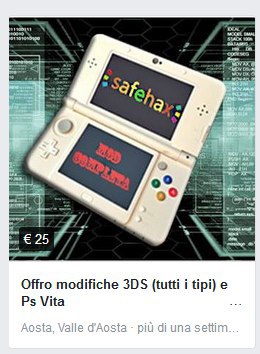 safehax
MOD
COMPLETA
€ 25
Offro modifiche 3DS (tutti i tipi) e
Ps Vita
...
Aosta, Valle d'Aosta · più di una settim...